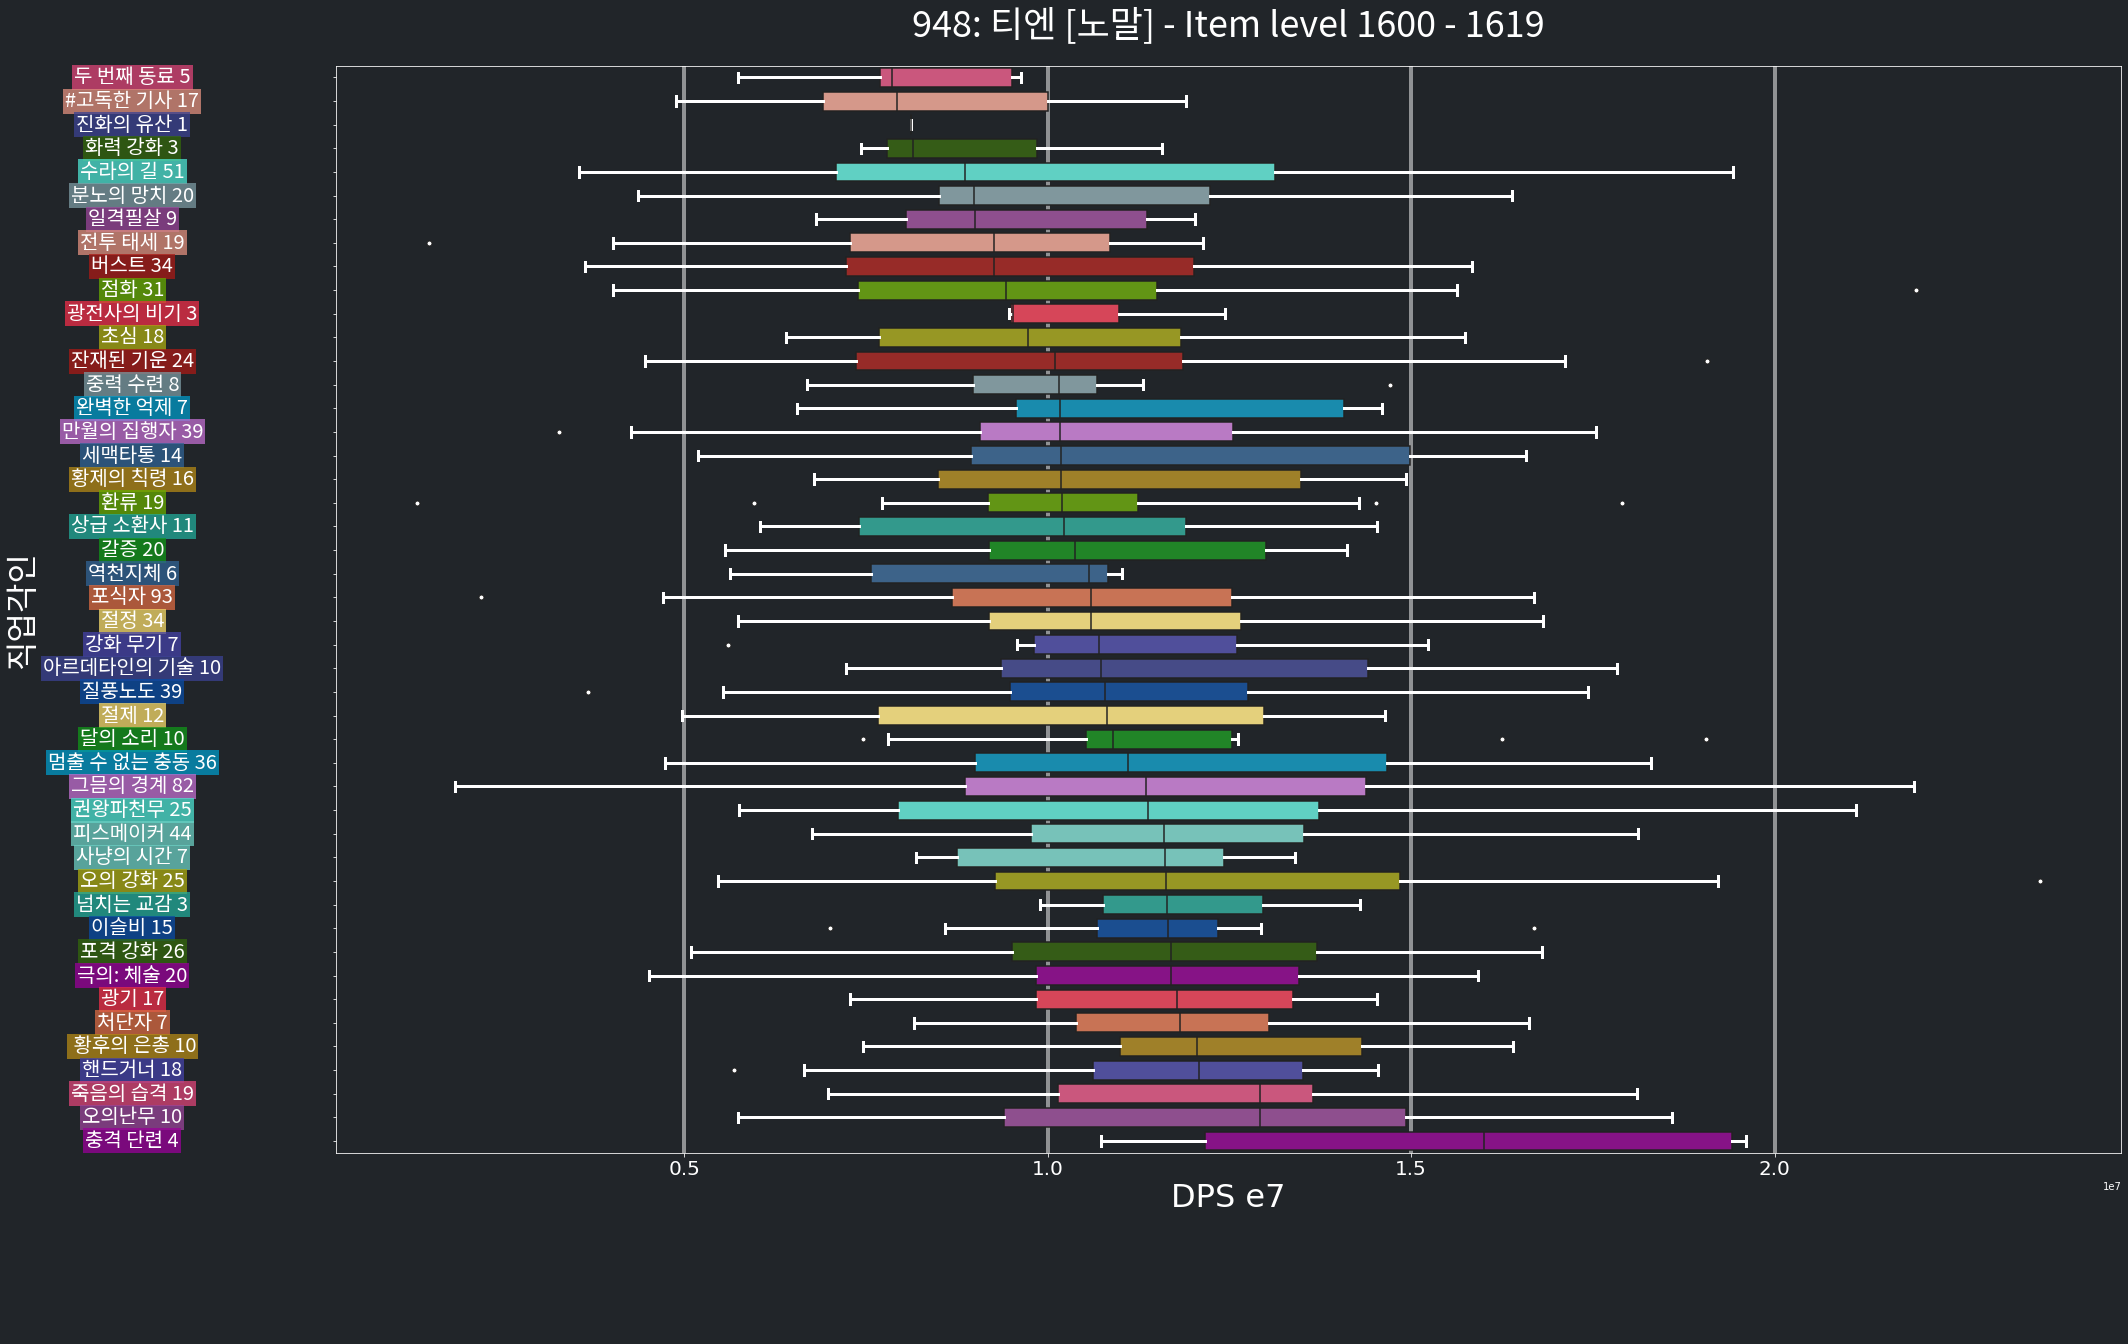 948: 티엔 [노말] - Item level 1600 - 1619
직업각인
두 번째 동료 5
#고독한 기사 17
진화의 유산 1
화력 강화 3
수라의 길 51
분노의 망치 20
일격필살 9
전투 태세 19
버스트 34
점화 31
광전사의 비기 3
초심 18
잔재된 기운 24
중력 수련 8
완벽한 억제 7
만월의 집행자 39
세맥타통 14
황제의 칙령 16
환류 19
상급 소환사 11
갈증 20
역천지체 6
포식자 93
절정 34
강화 무기 7
아르데타인의 기술 10
질풍노도 39
절제 12
달의 소리 10
멈출 수 없는 충동 36
그믐의 경계 82
권왕파천무 25
피스메이커 44
사냥의 시간 7
오의 강화 25
넘치는 교감 3
이슬비 15
포격 강화 26
극의: 체술 20
광기 17
처단자 7
황후의 은총 10
핸드거너 18
죽음의 습격 19
오의난무 10
충격 단련 4
0.5 1.0 1.5 2.0
DPS e7
1e7